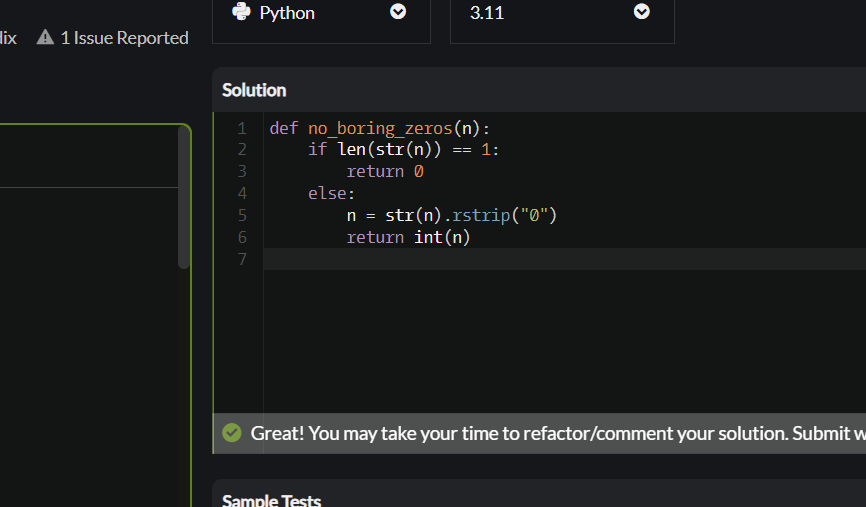 Python
3.11
lix
1 Issue Reported
Solution
1 def no_boring_zeros(n):
2     if len(str(n)) == 1:
3         return 0
4     else:
5         n = str(n).rstrip("0")
6         return int(n)
7
Great! You may take your time to refactor/comment your solution. Submit w
Sample Tests